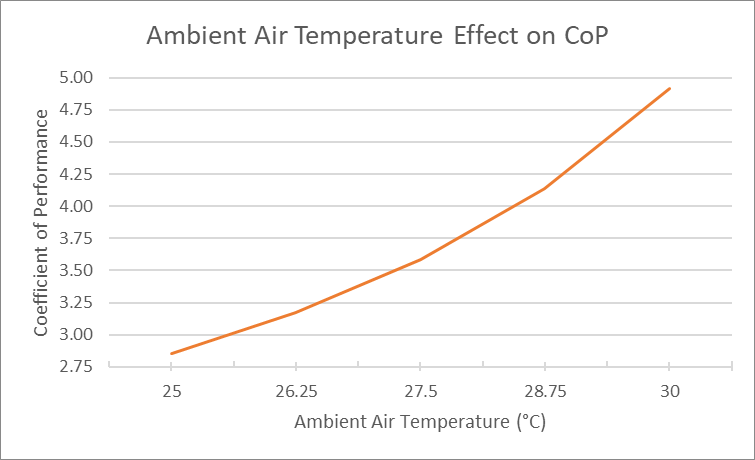 Ambient Air Temperature Effect on CoP
Coefficient of Performance
5.00
4.75
4.50
4.25
4.00
3.75
3.50
3.25
3.00
2.75
25 26.25 27.5 28.75 30
Ambient Air Temperature (°C)